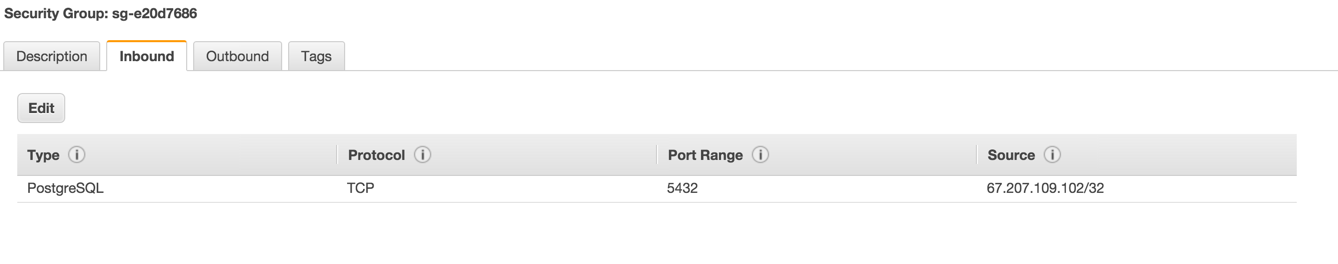 Security Group: sg-e20d7686
Description Inbound Outbound Tags
Edit
Type Protocol Port Range Source
PostgreSQL TCP 5432 67.207.109.102/32